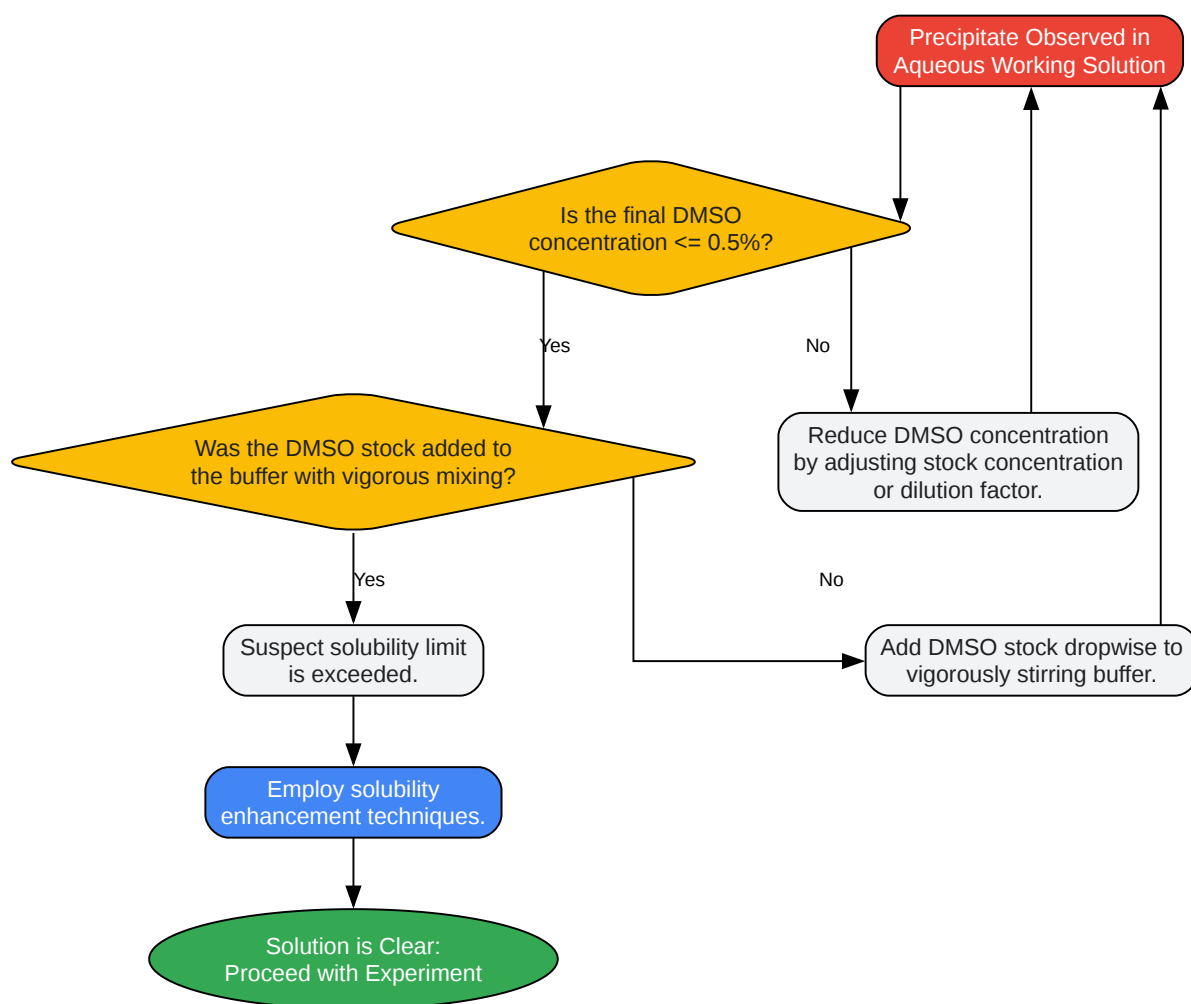 Precipitate Observed in
Aqueous Working Solution
Is the final DMSO
concentration <= 0.5%?
Yes
No
Reduce DMSO concentration
by adjusting stock concentration
or dilution factor.
Was the DMSO stock added to
the buffer with vigorous mixing?
Yes
No
Suspect solubility limit
is exceeded.
Add DMSO stock dropwise to
vigorously stirring buffer.
Employ solubility
enhancement techniques.
Solution is Clear:
Proceed with Experiment